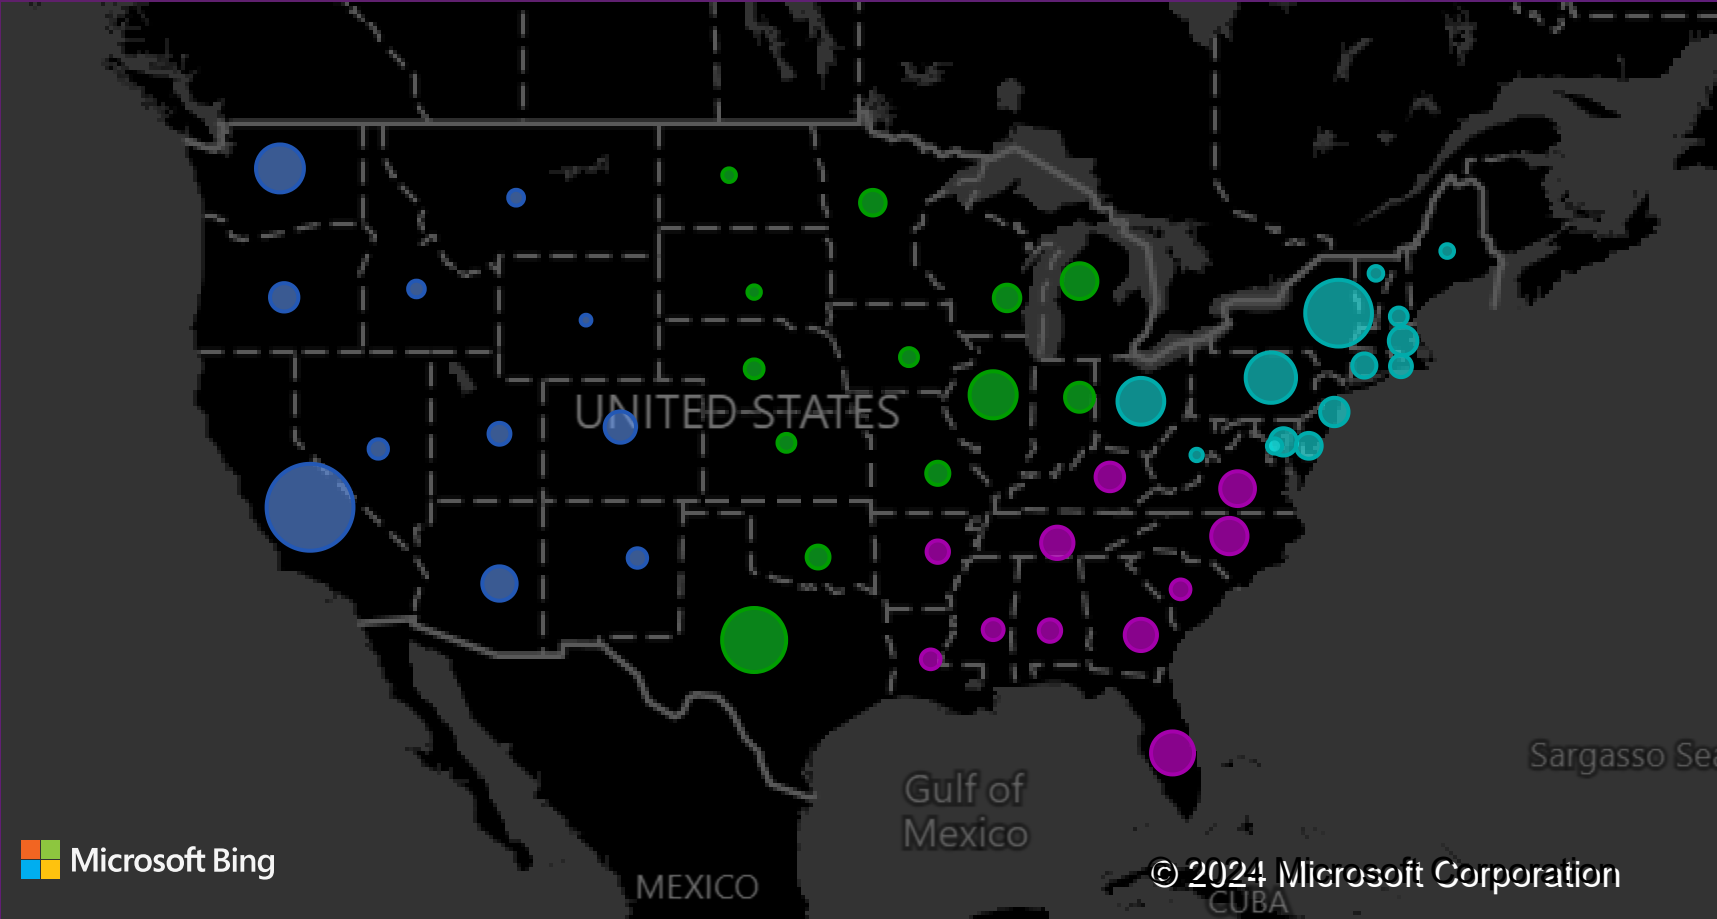 UNITED STATES
Sargasso Sea
Gulf of
Mexico
Microsoft Bing
© 2024 Microsoft Corporation
MEXICO
CUBA